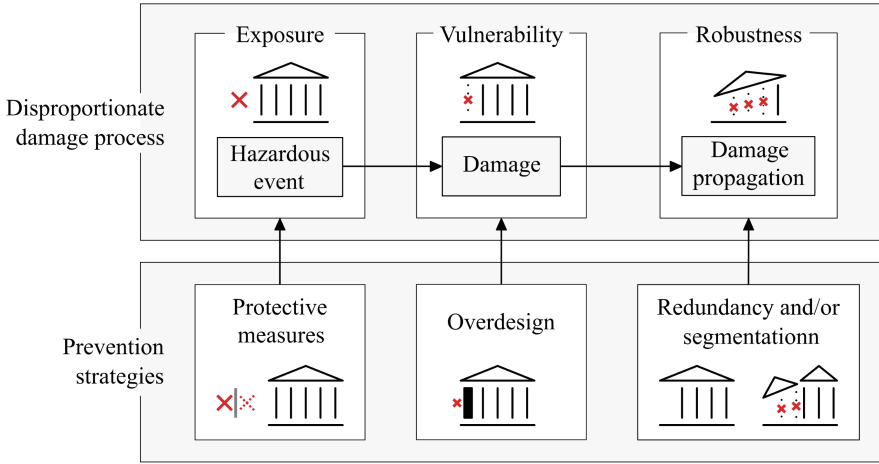 Exposure
Vulnerability
Robustness
Disproportionate
damage process
Hazardous
event
Damage
Damage
propagation
Prevention
strategies
Protective
measures
Overdesign
Redundancy and/or
segmentationn